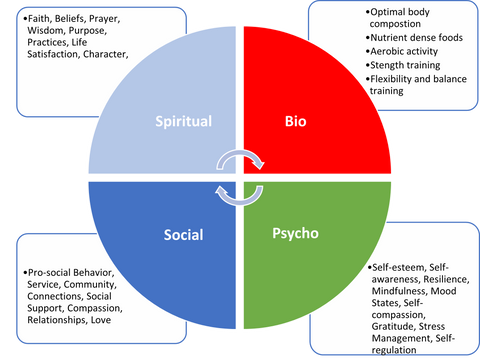 •Faith, Beliefs, Prayer,
Wisdom, Purpose,
Practices, Life
Satisfaction, Character,
•Optimal body
compostion
•Nutrient dense foods
•Aerobic activity
•Stength training
•Flexibility and balance
training
Spiritual
Bio
Social
Psycho
•Pro-social Behavior,
Service, Community,
Connections, Social
Support, Compassion,
Relationships, Love
•Self-esteem, Self-
awareness, Resilience,
Mindfulness, Mood
States, Self-
compassion,
Gratitude, Stress
Management, Self-
regulation